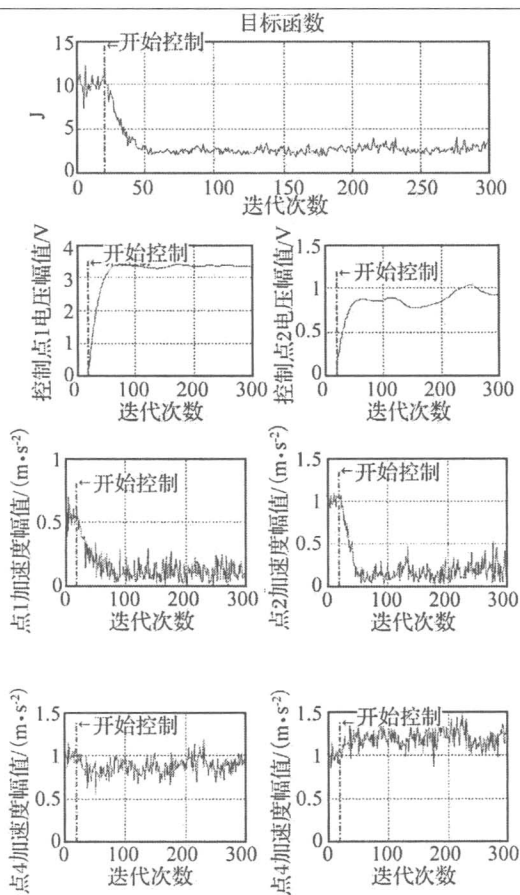 目标函数
开始控制
J
15
10
5
0
0 50 100 150 200 250 300
迭代次数
控制点1电压幅值/V
开始控制
4
3
2
1
0
0 100 200 300
迭代次数
控制点2电压幅值/V
开始控制
1.5
1
0.5
0
0 100 200 300
迭代次数
点1加速度幅值/(m•s⁻²)
开始控制
1
0.5
0
0 100 200 300
迭代次数
点2加速度幅值/(m•s⁻²)
开始控制
1.5
1
0.5
0
0 100 200 300
迭代次数
点4加速度幅值/(m•s⁻²)
开始控制
1.5
1
0.5
0
0 100 200 300
迭代次数
点4加速度幅值/(m•s⁻²)
开始控制
1.5
1
0.5
0
0 100 200 300
迭代次数